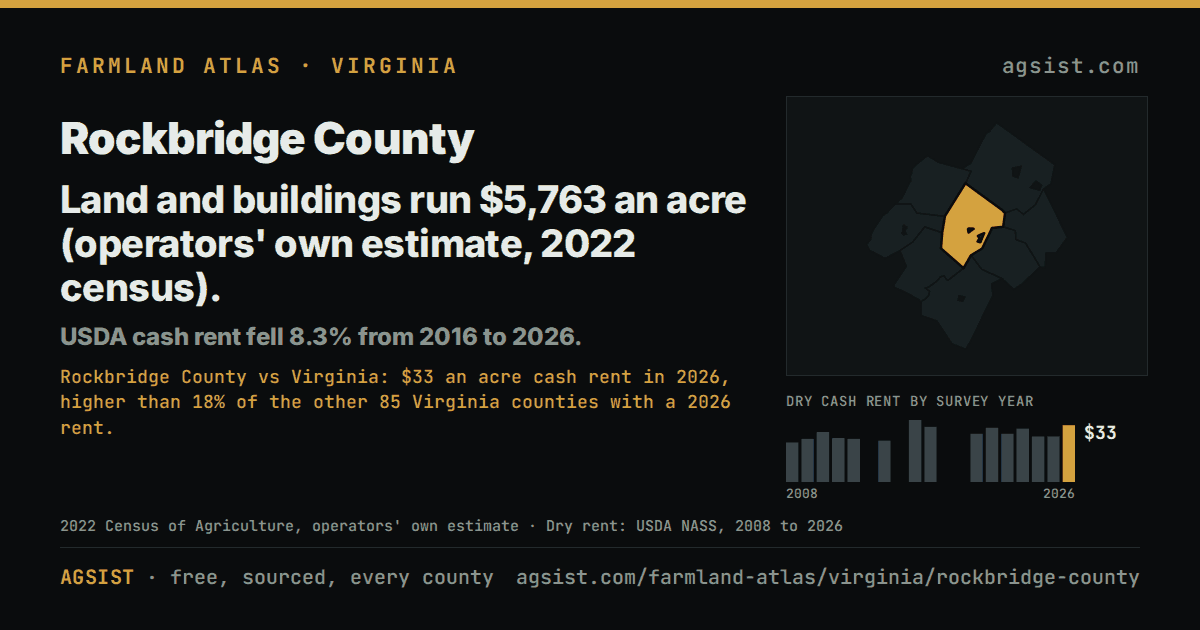 FARMLAND ATLAS · VIRGINIA
agsist.com
Rockbridge County
Land and buildings run $5,763 an acre
(operators' own estimate, 2022
census).
USDA cash rent fell 8.3% from 2016 to 2026.
Rockbridge County vs Virginia: $33 an acre cash rent in 2026,
higher than 18% of the other 85 Virginia counties with a 2026
rent.
DRY CASH RENT BY SURVEY YEAR
$33
2008
2026
2022 Census of Agriculture, operators' own estimate · Dry rent: USDA NASS, 2008 to 2026
AGSIST · free, sourced, every county
agsist.com/farmland-atlas/virginia/rockbridge-county